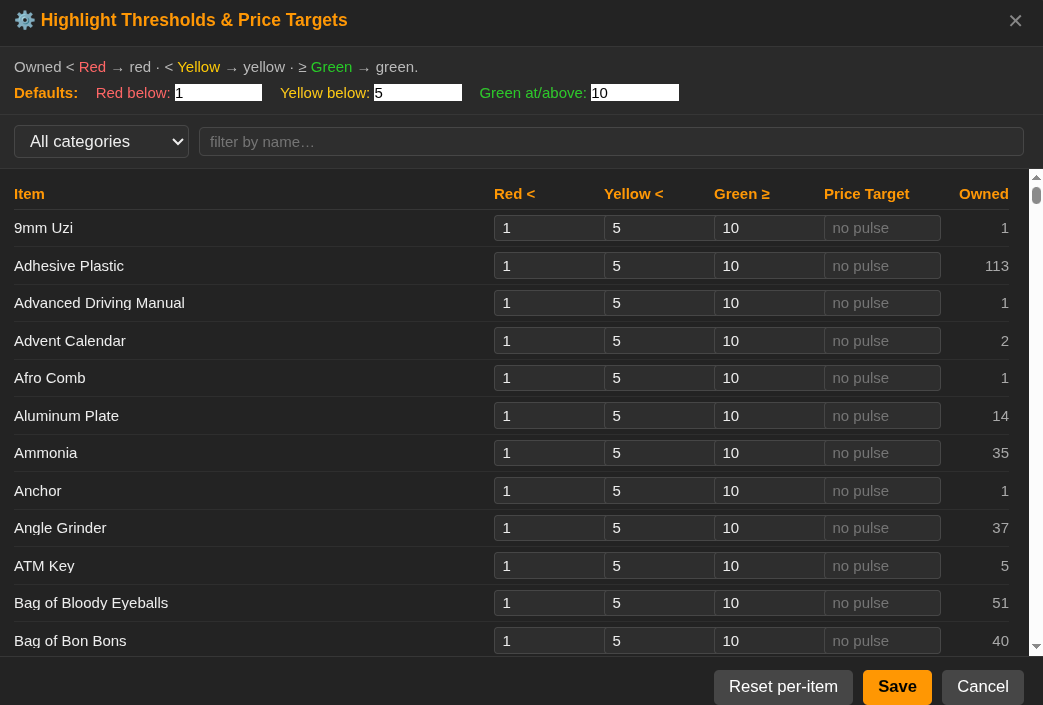 ⚙️ Highlight Thresholds & Price Targets ✕
Owned < Red → red · < Yellow → yellow · ≥ Green → green.
Defaults: Red below: 1 Yellow below: 5 Green at/above: 10
All categories filter by name…
Item Red < Yellow < Green ≥ Price Target Owned
9mm Uzi 1 5 10 no pulse 1
Adhesive Plastic 1 5 10 no pulse 113
Advanced Driving Manual 1 5 10 no pulse 1
Advent Calendar 1 5 10 no pulse 2
Afro Comb 1 5 10 no pulse 1
Aluminum Plate 1 5 10 no pulse 14
Ammonia 1 5 10 no pulse 35
Anchor 1 5 10 no pulse 1
Angle Grinder 1 5 10 no pulse 37
ATM Key 1 5 10 no pulse 5
Bag of Bloody Eyeballs 1 5 10 no pulse 51
Bag of Bon Bons 1 5 10 no pulse 40
Reset per-item Save Cancel